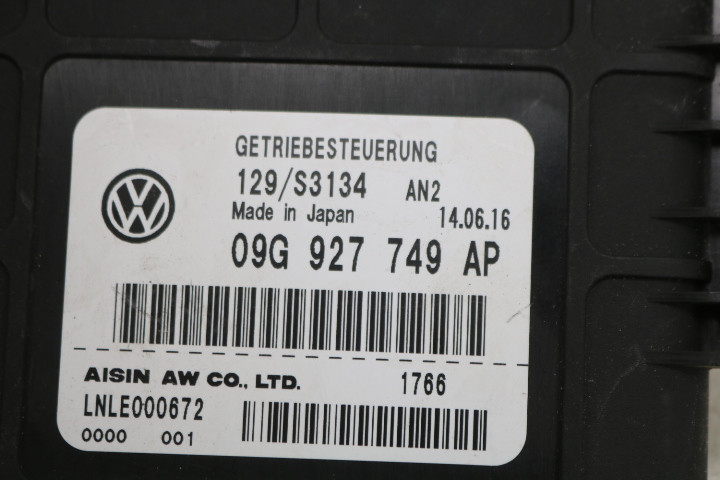 GETRIEBESTEUERUNG
129/S3134 AN2
Made in Japan 14.06.16
09G 927 749 AP
AISIN AW CO., LTD. 1766
LNLE000672
0000 001